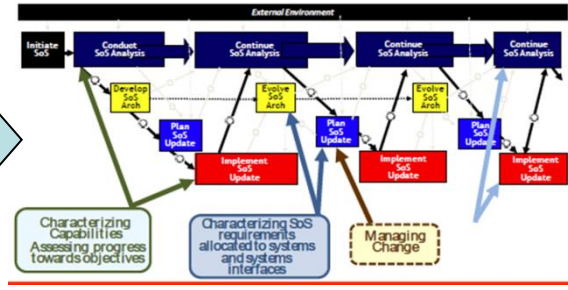 External Environment
Initiate
SoS
Conduct
SoS Analysis
Continue
SoS Analysis
Continue
SoS Analysis
Continue
SoS Analysis
Develop
SoS
Arch
Evolve
SoS
Arch
Evolve
SoS
Arch
Plan
SoS
Update
Plan
SoS
Update
Plan
SoS
Update
Implement
SoS
Update
Implement
SoS
Update
Implement
SoS
Update
Characterizing
Capabilities
Assessing progress
towards objectives
Characterizing SoS
requirements
allocated to systems
and systems
interfaces
Managing
Change